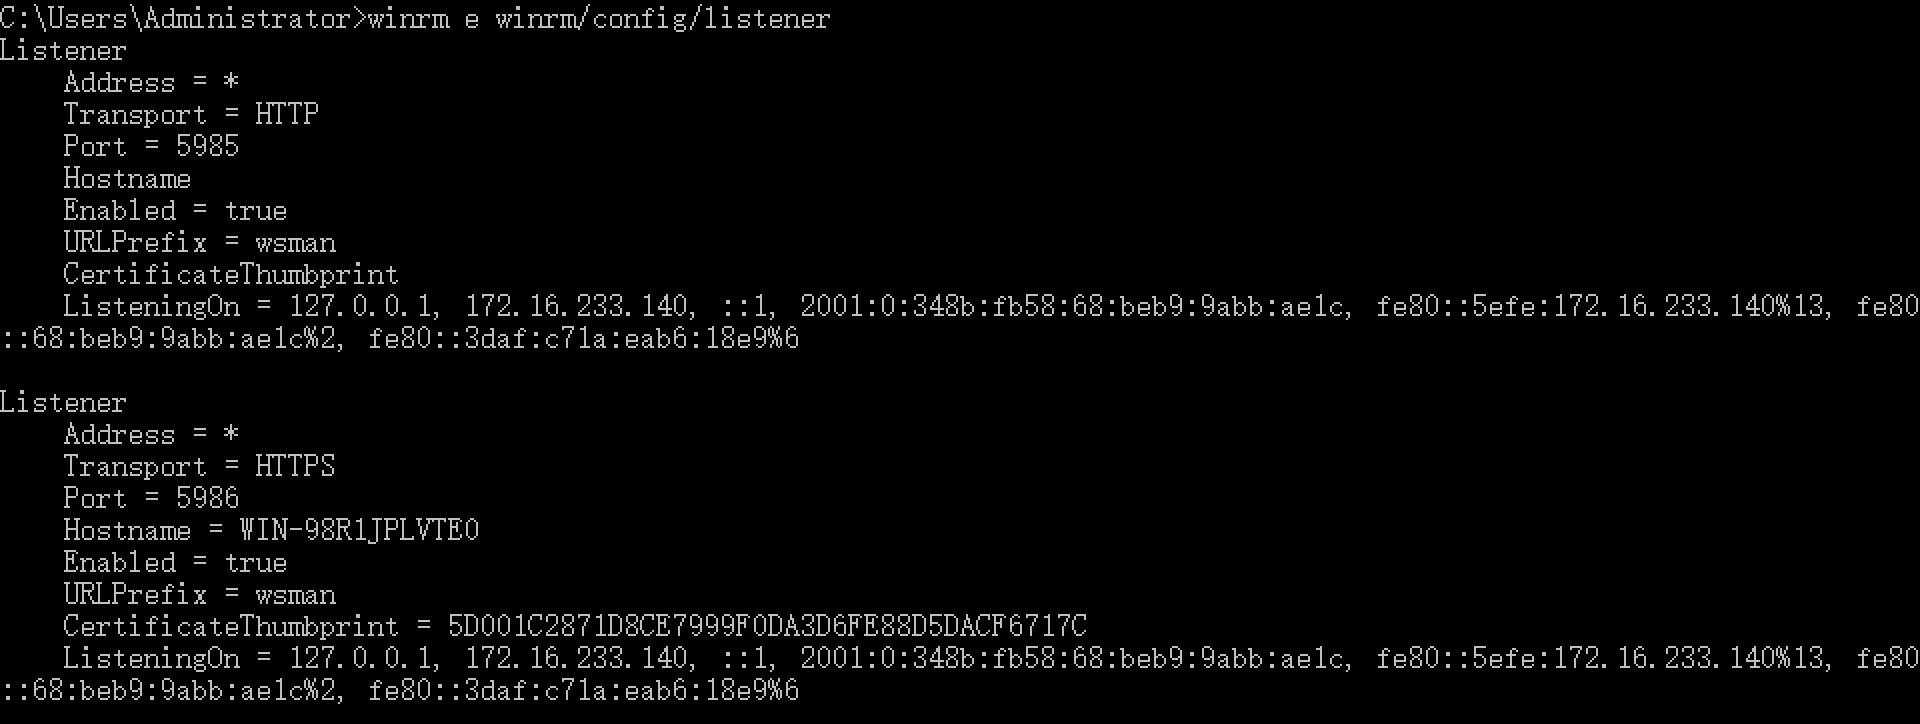 C:\Users\Administrator>winrm e winrm/config/listener
Listener
    Address = *
    Transport = HTTP
    Port = 5985
    Hostname
    Enabled = true
    URLPrefix = wsman
    CertificateThumbprint
    ListeningOn = 127.0.0.1, 172.16.233.140, ::1, 2001:0:348b:fb58:68:beb9:9abb:ae1c, fe80::5efe:172.16.233.140%13, fe80
::68:beb9:9abb:ae1c%2, fe80::3daf:c71a:eab6:18e9%6
Listener
    Address = *
    Transport = HTTPS
    Port = 5986
    Hostname = WIN-98R1JPLVTE0
    Enabled = true
    URLPrefix = wsman
    CertificateThumbprint = 5D001C2871D8CE7999F0DA3D6FE88D5DACF6717C
    ListeningOn = 127.0.0.1, 172.16.233.140, ::1, 2001:0:348b:fb58:68:beb9:9abb:ae1c, fe80::5efe:172.16.233.140%13, fe80
::68:beb9:9abb:ae1c%2, fe80::3daf:c71a:eab6:18e9%6